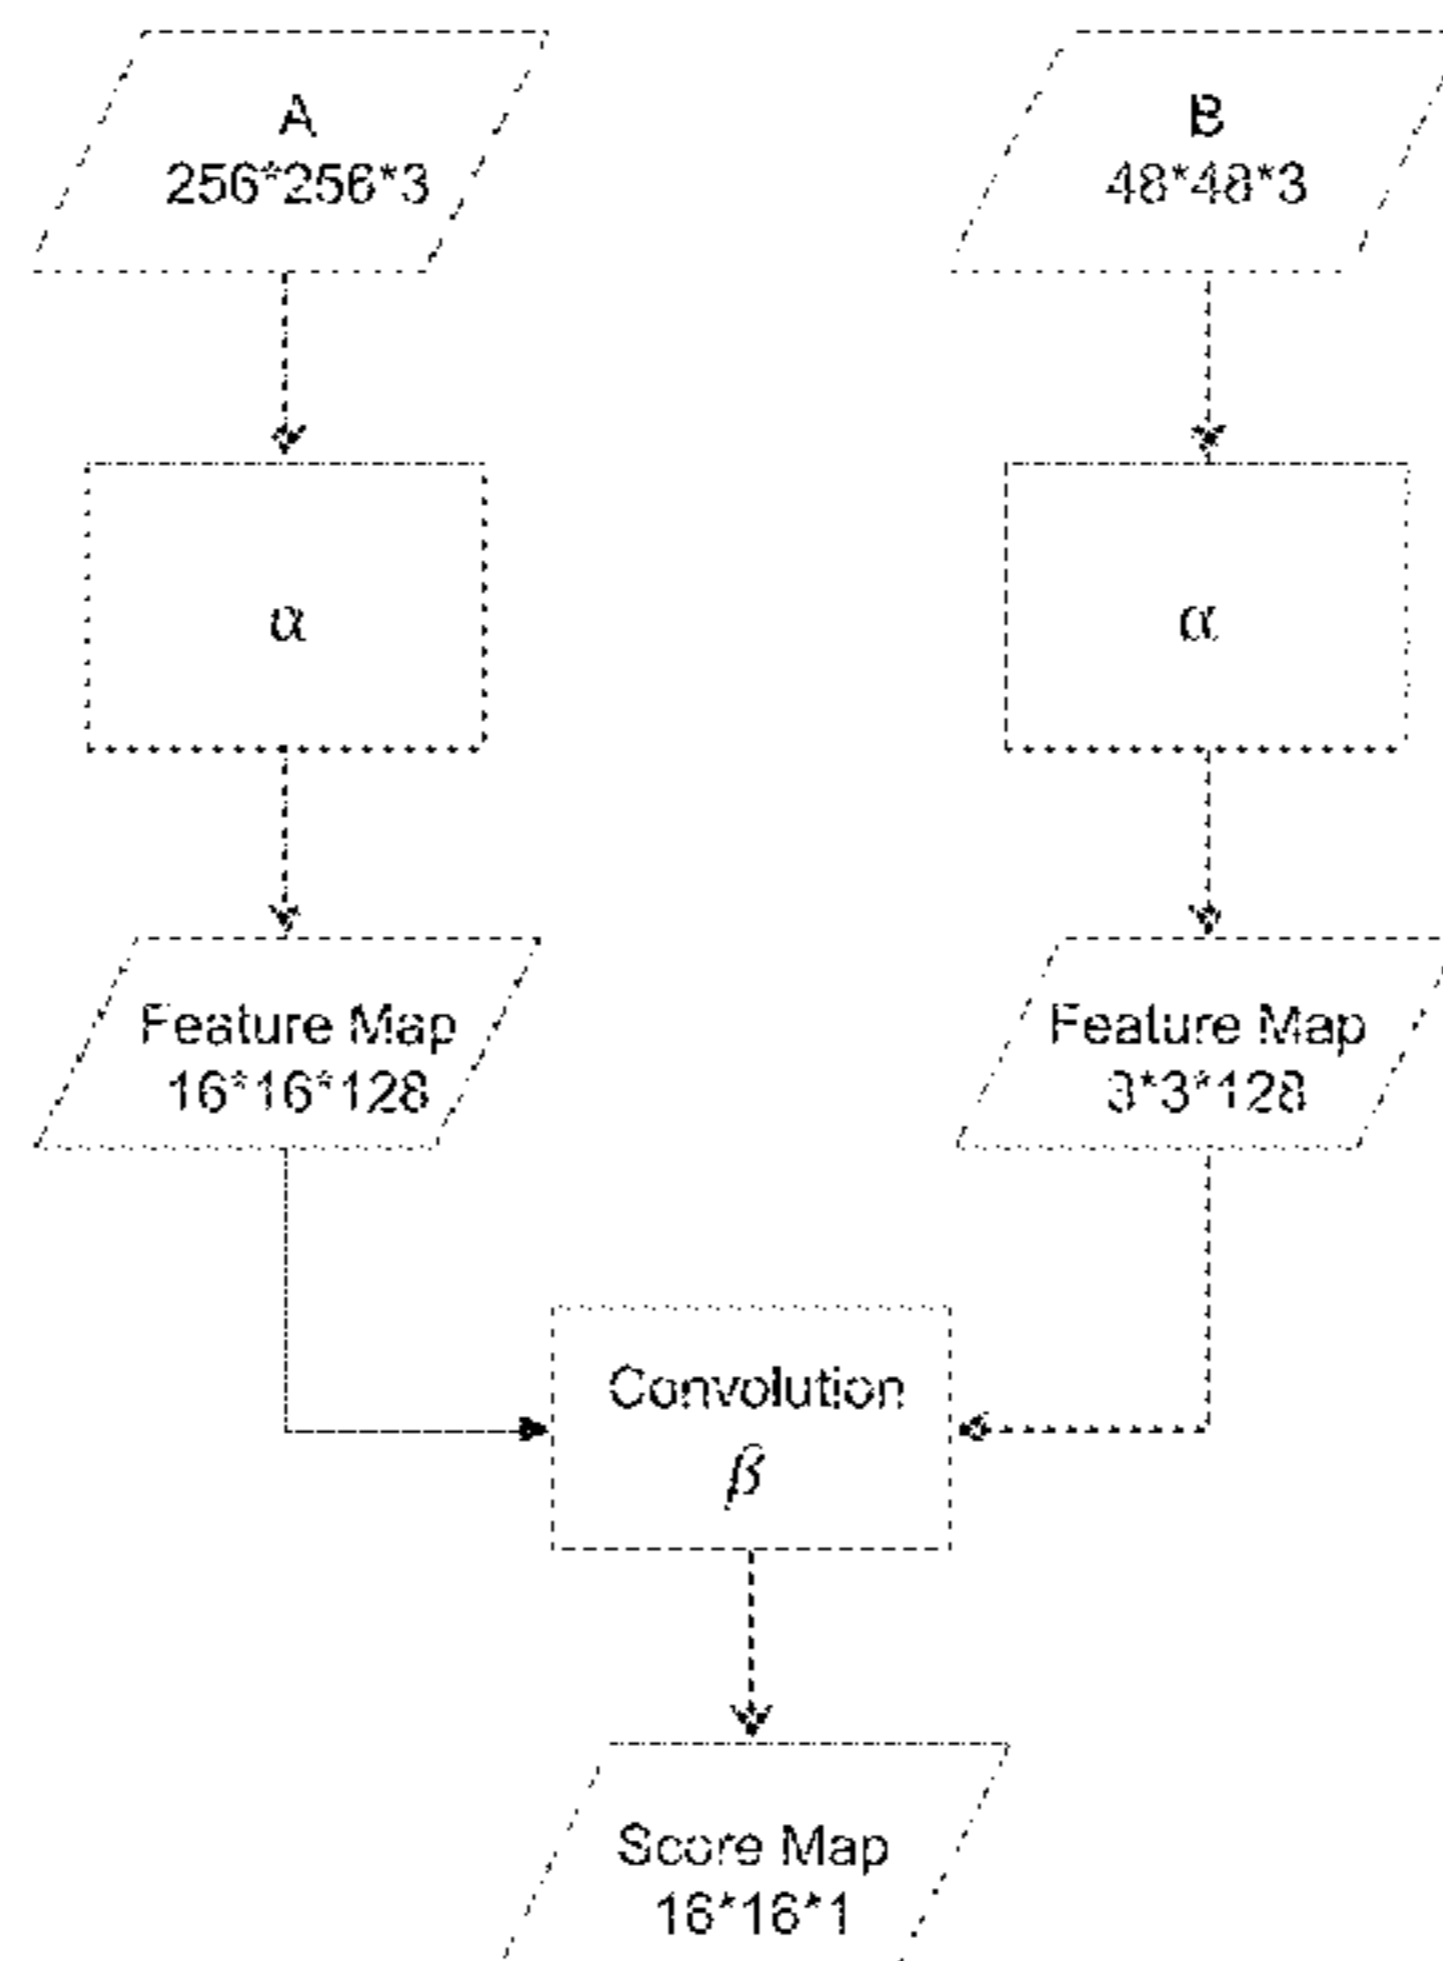 A
256*256*3
B
48*48*3
α
α
Feature Map
16*16*128
Feature Map
3*3*128
Convolution
β
Score Map
16*16*1